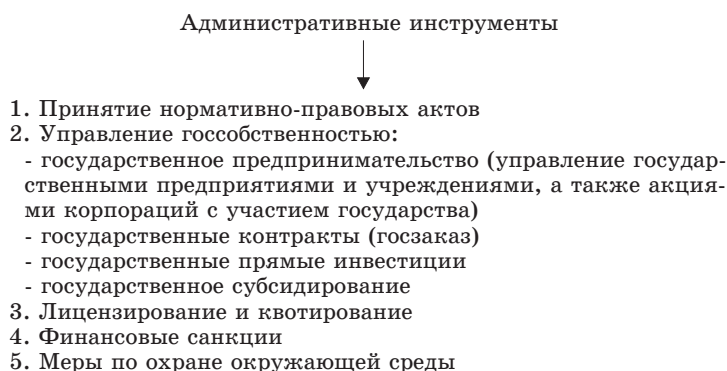 Административные инструменты
1. Принятие нормативно-правовых актов
2. Управление госсобственностью:
- государственное предпринимательство (управление государ-
ственными предприятиями и учреждениями, а также акция-
ми корпораций с участием государства)
- государственные контракты (госзаказ)
- государственные прямые инвестиции
- государственное субсидирование
3. Лицензирование и квотирование
4. Финансовые санкции
5. Меры по охране окружающей среды